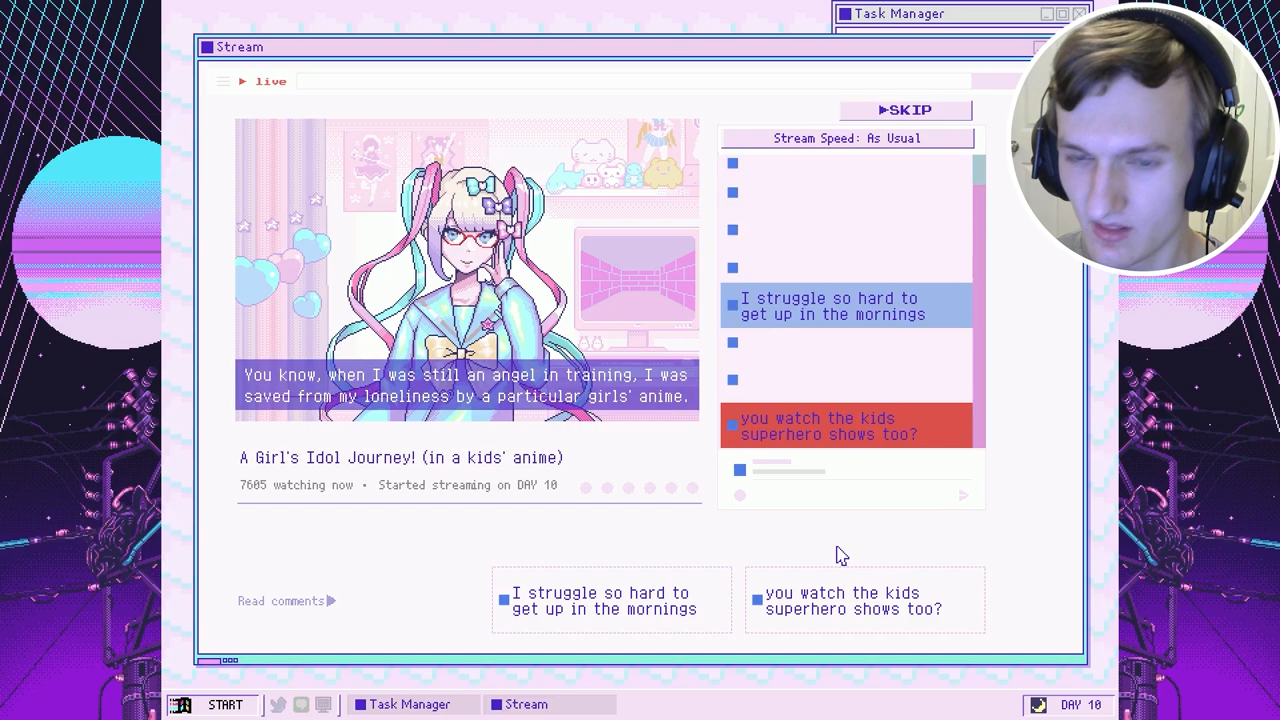 Task Manager
Stream
live
SKIP
Stream Speed: As Usual
I struggle so hard to
get up in the mornings
you watch the kids
superhero shows too?
You know, when I was still an angel in training, I was
saved from my loneliness by a particular girls' anime.
A Girl's Idol Journey! (in a kids' anime)
7605 watching now • Started streaming on DAY 10
Read comments
I struggle so hard to
get up in the mornings
you watch the kids
superhero shows too?
START
Task Manager
Stream
DAY 10